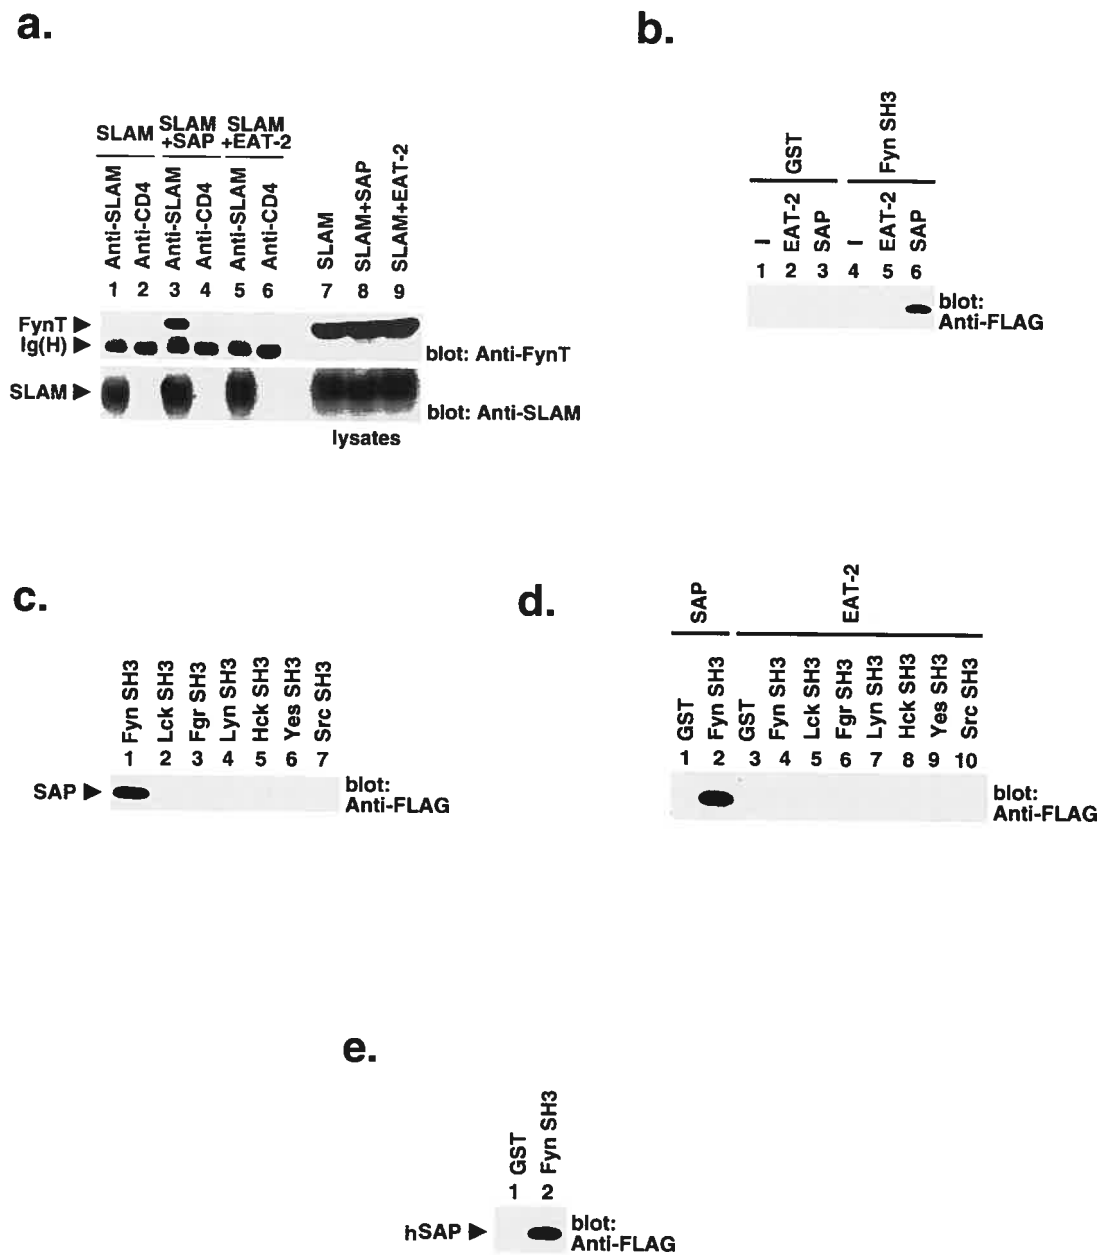 a.
SLAM
SLAM
+SAP
SLAM
+EAT-2
Anti-SLAM
Anti-CD4
Anti-SLAM
Anti-CD4
Anti-SLAM
Anti-CD4
SLAM
SLAM+SAP
SLAM+EAT-2
1 2 3 4 5 6 7 8 9
FynT
Ig(H)
blot: Anti-FynT
SLAM
blot: Anti-SLAM
lysates
b.
GST
Fyn SH3
–
EAT-2
SAP
–
EAT-2
SAP
1 2 3 4 5 6
blot:
Anti-FLAG
c.
Fyn SH3
Lck SH3
Fgr SH3
Lyn SH3
Hck SH3
Yes SH3
Src SH3
1 2 3 4 5 6 7
SAP
blot:
Anti-FLAG
d.
SAP
EAT-2
GST
Fyn SH3
GST
Fyn SH3
Lck SH3
Fgr SH3
Lyn SH3
Hck SH3
Yes SH3
Src SH3
1 2 3 4 5 6 7 8 9 10
blot:
Anti-FLAG
e.
GST
Fyn SH3
1 2
hSAP
blot:
Anti-FLAG